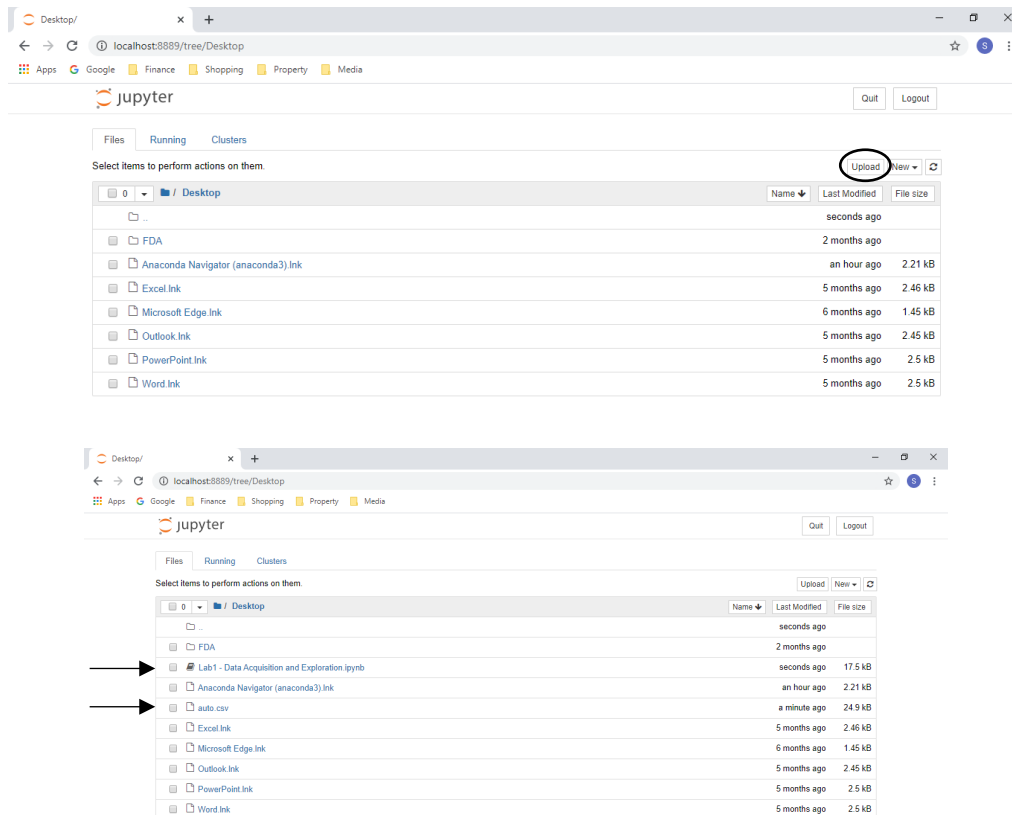 Desktop/
localhost:8889/tree/Desktop
S
Apps Google Finance Shopping Property Media
jupyter
Quit Logout
Files Running Clusters
Select items to perform actions on them.
Upload New
0 / Desktop Name Last Modified File size
.. seconds ago
FDA 2 months ago
Anaconda Navigator (anaconda3).lnk an hour ago 2.21 kB
Excel.lnk 5 months ago 2.46 kB
Microsoft Edge.lnk 6 months ago 1.45 kB
Outlook.lnk 5 months ago 2.45 kB
PowerPoint.lnk 5 months ago 2.5 kB
Word.lnk 5 months ago 2.5 kB
Desktop/
localhost:8889/tree/Desktop
S
Apps Google Finance Shopping Property Media
jupyter
Quit Logout
Files Running Clusters
Select items to perform actions on them.
Upload New
0 / Desktop Name Last Modified File size
.. seconds ago
FDA 2 months ago
Lab1 - Data Acquisition and Exploration.ipynb seconds ago 17.5 kB
Anaconda Navigator (anaconda3).lnk an hour ago 2.21 kB
auto.csv a minute ago 24.9 kB
Excel.lnk 5 months ago 2.46 kB
Microsoft Edge.lnk 6 months ago 1.45 kB
Outlook.lnk 5 months ago 2.45 kB
PowerPoint.lnk 5 months ago 2.5 kB
Word.lnk 5 months ago 2.5 kB